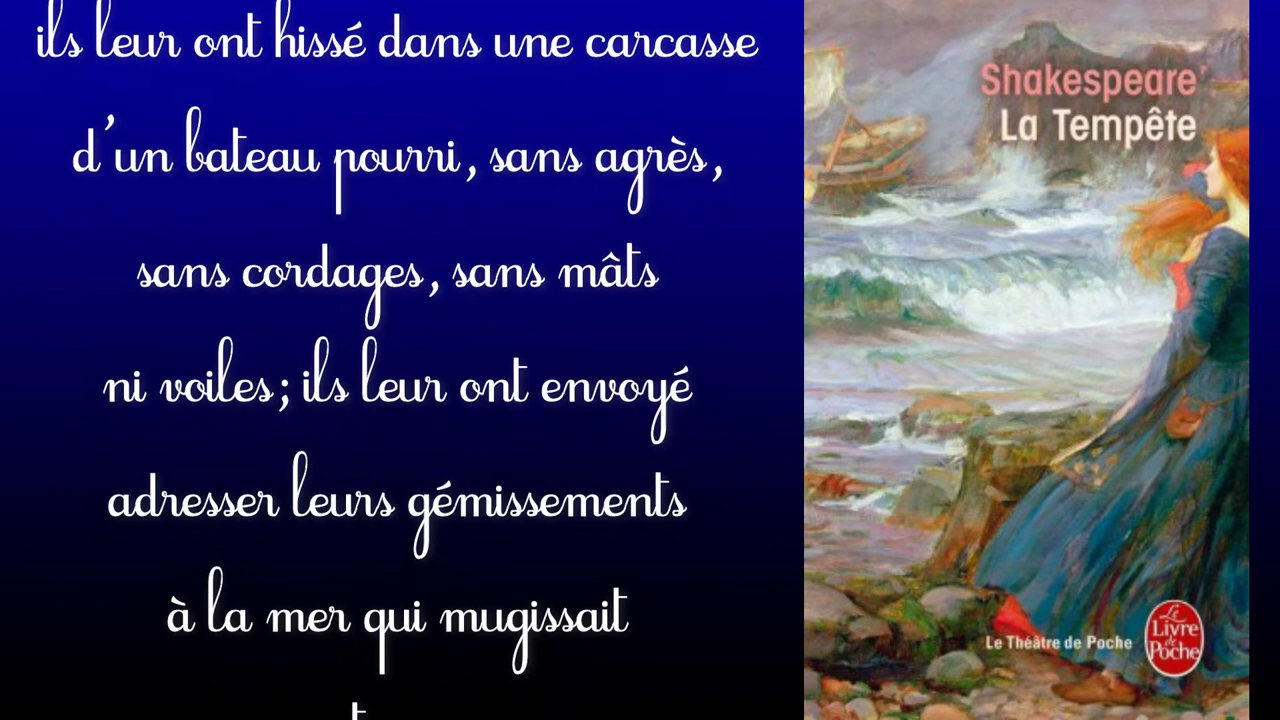 ils leur ont hissé dans une carcasse
d'un bateau pourri, sans agrès,
sans cordages, sans mâts
ni voiles; ils leur ont envoyé
adresser leurs gémissements
à la mer qui mugissait
Shakespeare
La Tempête
Le Théâtre de Poche
Le
Livre
de
Poche